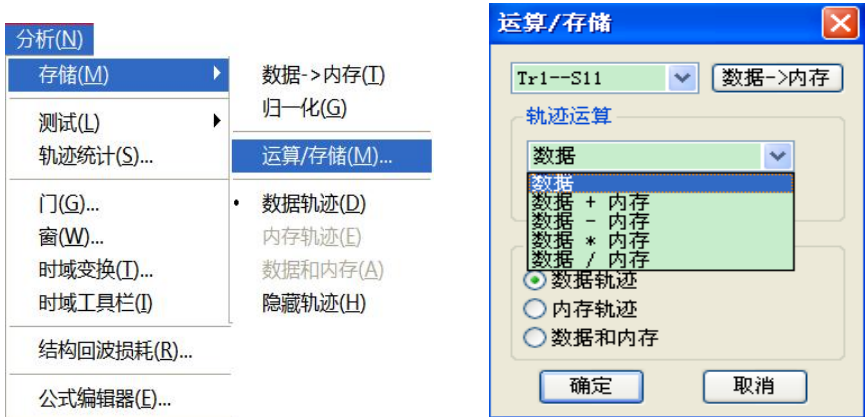 分析(N)
存储(M)
测试(L)
轨迹统计(S)...
门(G)...
窗(W)...
时域变换(T)...
时域工具栏(I)
结构回波损耗(R)...
公式编辑器(E)...
数据->内存(T)
归一化(G)
运算/存储(M)...
数据轨迹(D)
内存轨迹(E)
数据和内存(A)
隐藏轨迹(H)
运算/存储
Tr1--S11
数据->内存
轨迹运算
数据
数据
数据 + 内存
数据 - 内存
数据 * 内存
数据 / 内存
数据轨迹
内存轨迹
数据和内存
确定
取消